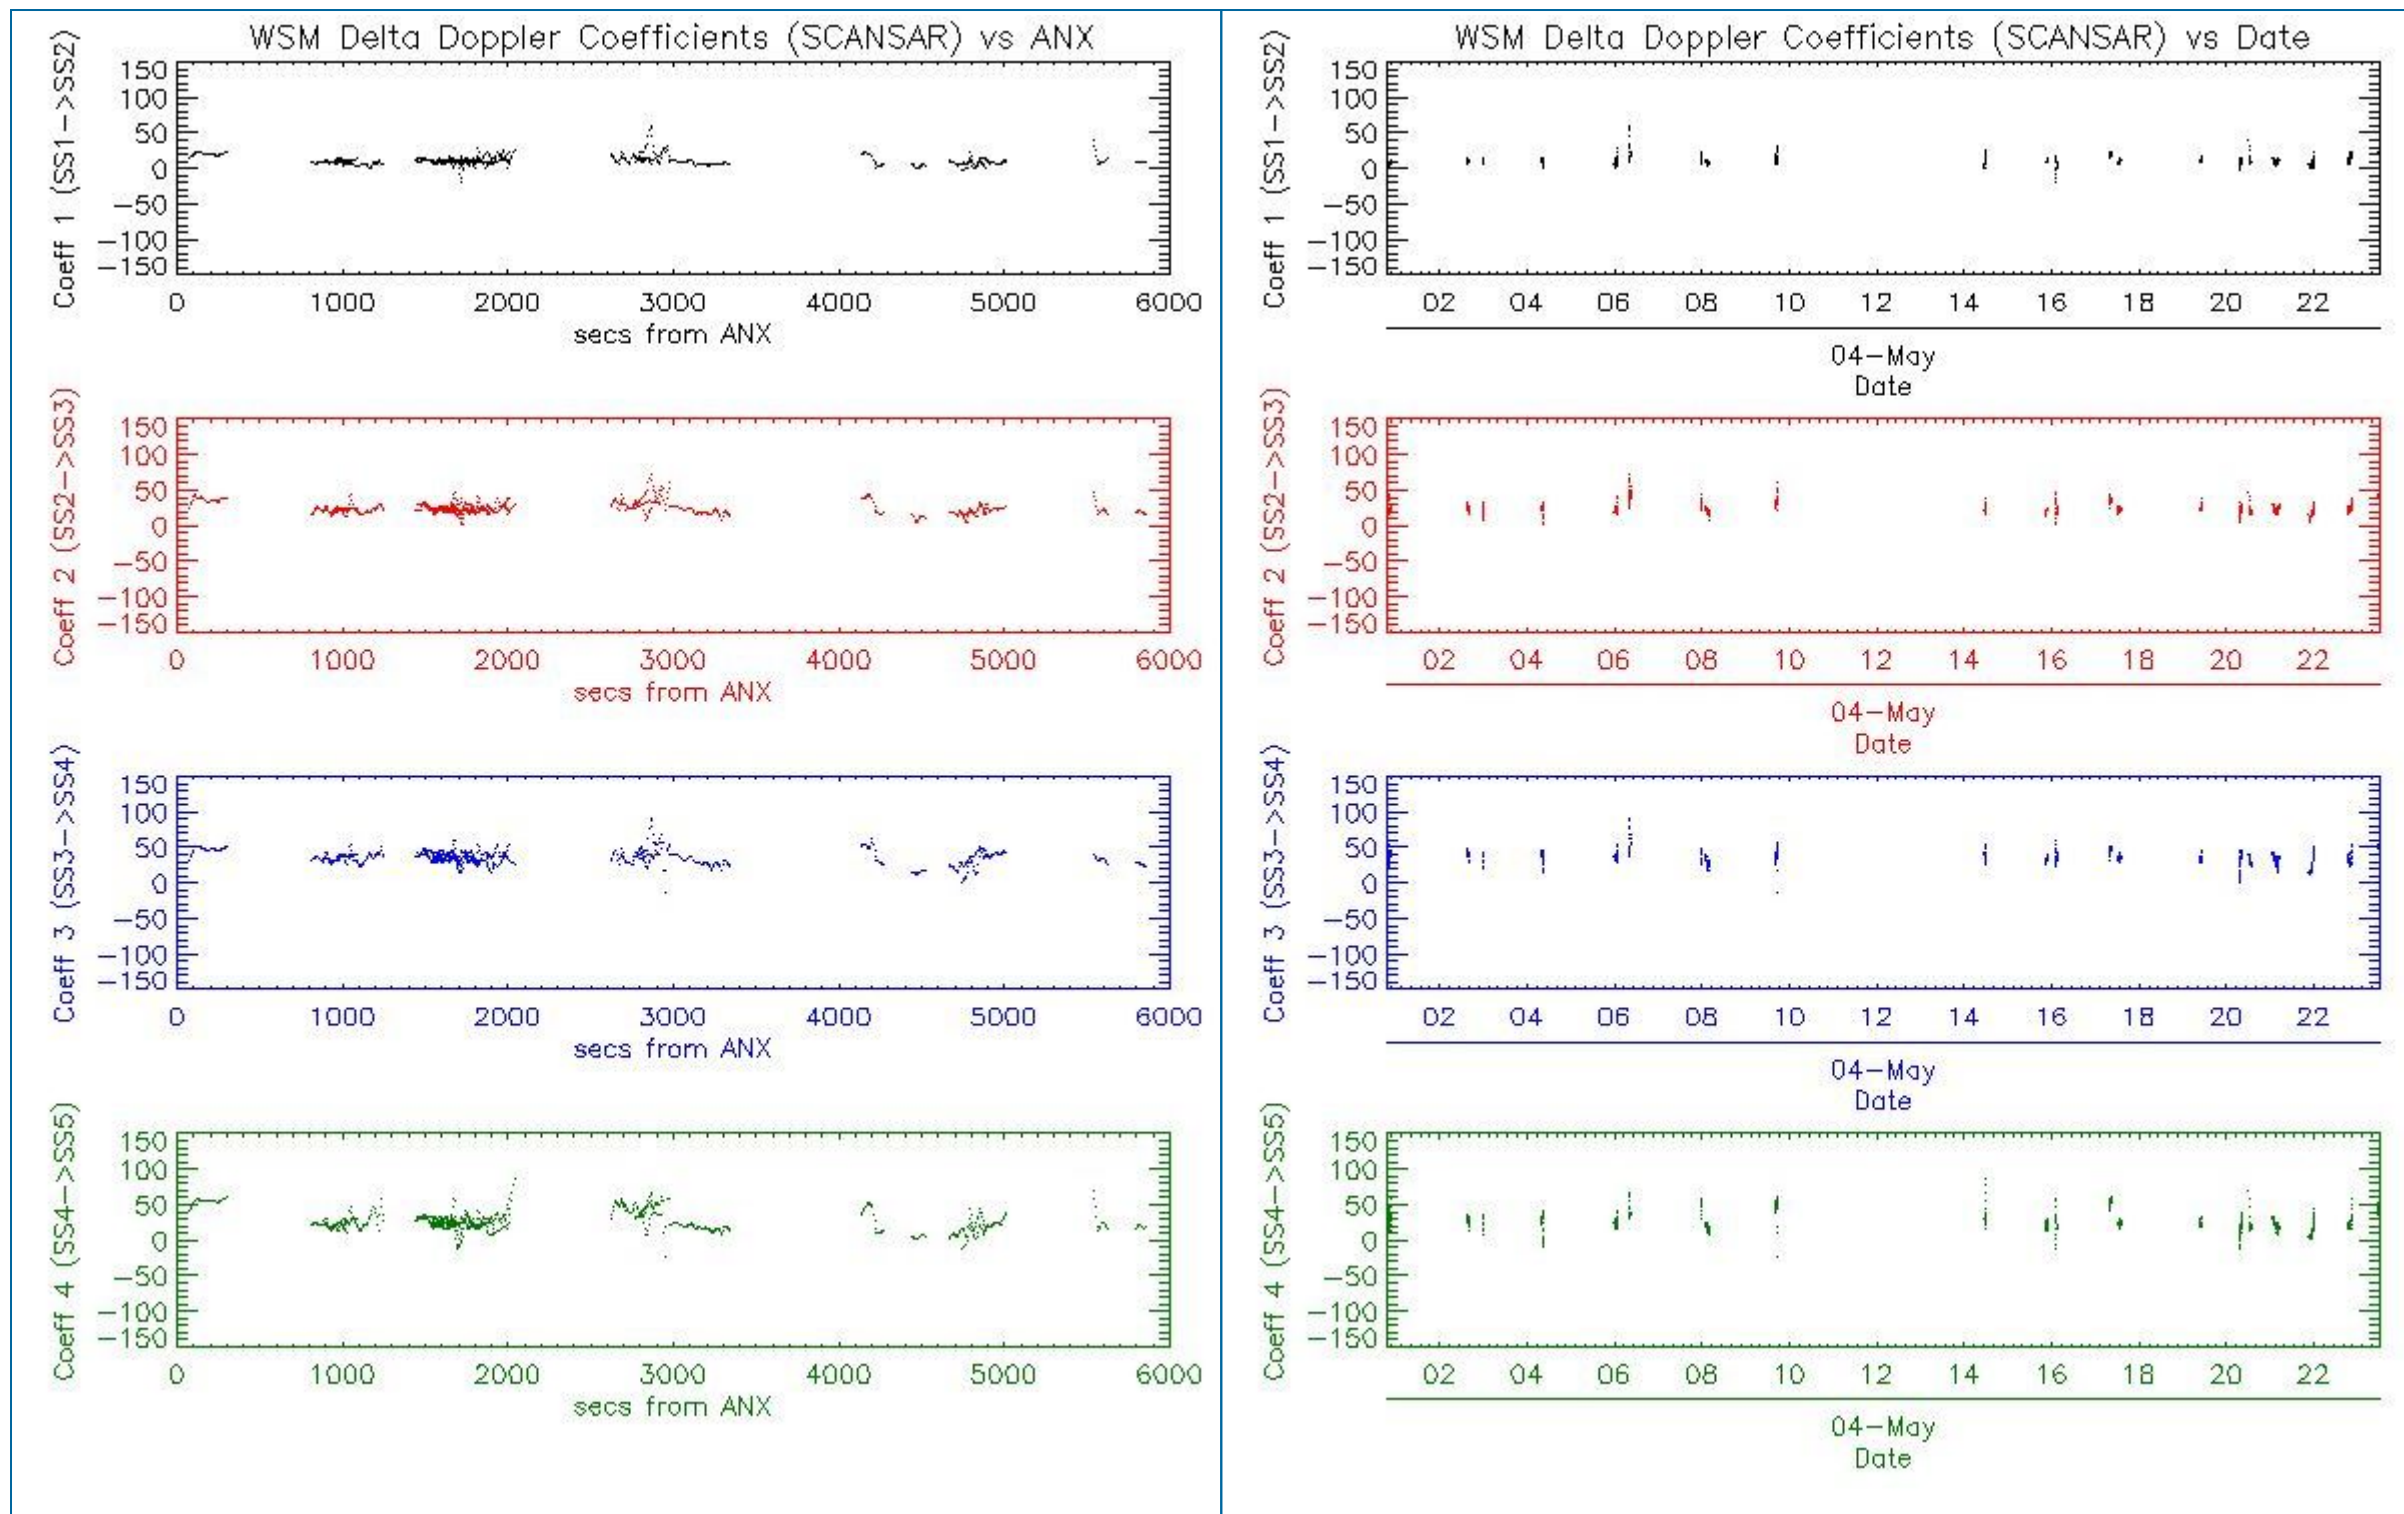 WSM Delta Doppler Coefficients (SCANSAR) vs ANX
Coeff 1 (SS1->SS2)
150
100
50
0
-50
-100
-150
0 1000 2000 3000 4000 5000 6000
secs from ANX
Coeff 2 (SS2->SS3)
150
100
50
0
-50
-100
-150
0 1000 2000 3000 4000 5000 6000
secs from ANX
Coeff 3 (SS3->SS4)
150
100
50
0
-50
-100
-150
0 1000 2000 3000 4000 5000 6000
secs from ANX
Coeff 4 (SS4->SS5)
150
100
50
0
-50
-100
-150
0 1000 2000 3000 4000 5000 6000
secs from ANX
WSM Delta Doppler Coefficients (SCANSAR) vs Date
Coeff 1 (SS1->SS2)
150
100
50
0
-50
-100
-150
02 04 06 08 10 12 14 16 18 20 22
04-May
Date
Coeff 2 (SS2->SS3)
150
100
50
0
-50
-100
-150
02 04 06 08 10 12 14 16 18 20 22
04-May
Date
Coeff 3 (SS3->SS4)
150
100
50
0
-50
-100
-150
02 04 06 08 10 12 14 16 18 20 22
04-May
Date
Coeff 4 (SS4->SS5)
150
100
50
0
-50
-100
-150
02 04 06 08 10 12 14 16 18 20 22
04-May
Date